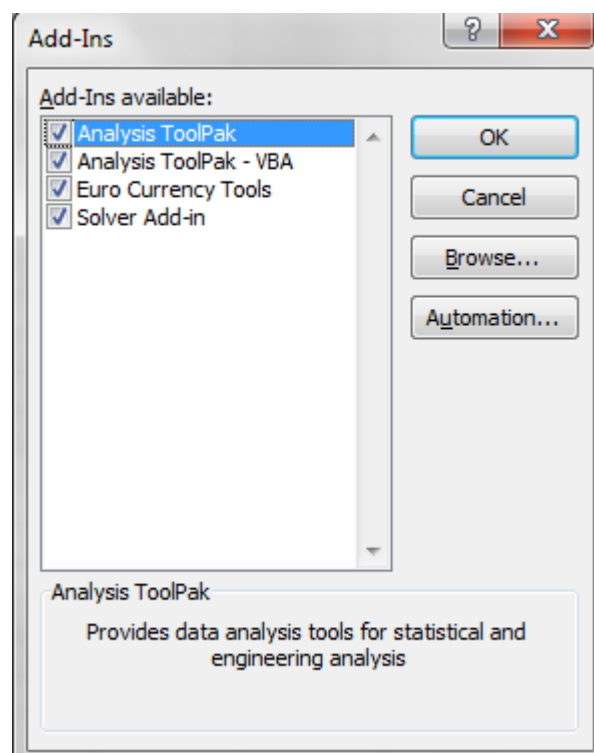 Add-Ins
?
Add-Ins available:
Analysis ToolPak
Analysis ToolPak - VBA
Euro Currency Tools
Solver Add-in
OK
Cancel
Browse...
Automation...
Analysis ToolPak
Provides data analysis tools for statistical and
engineering analysis